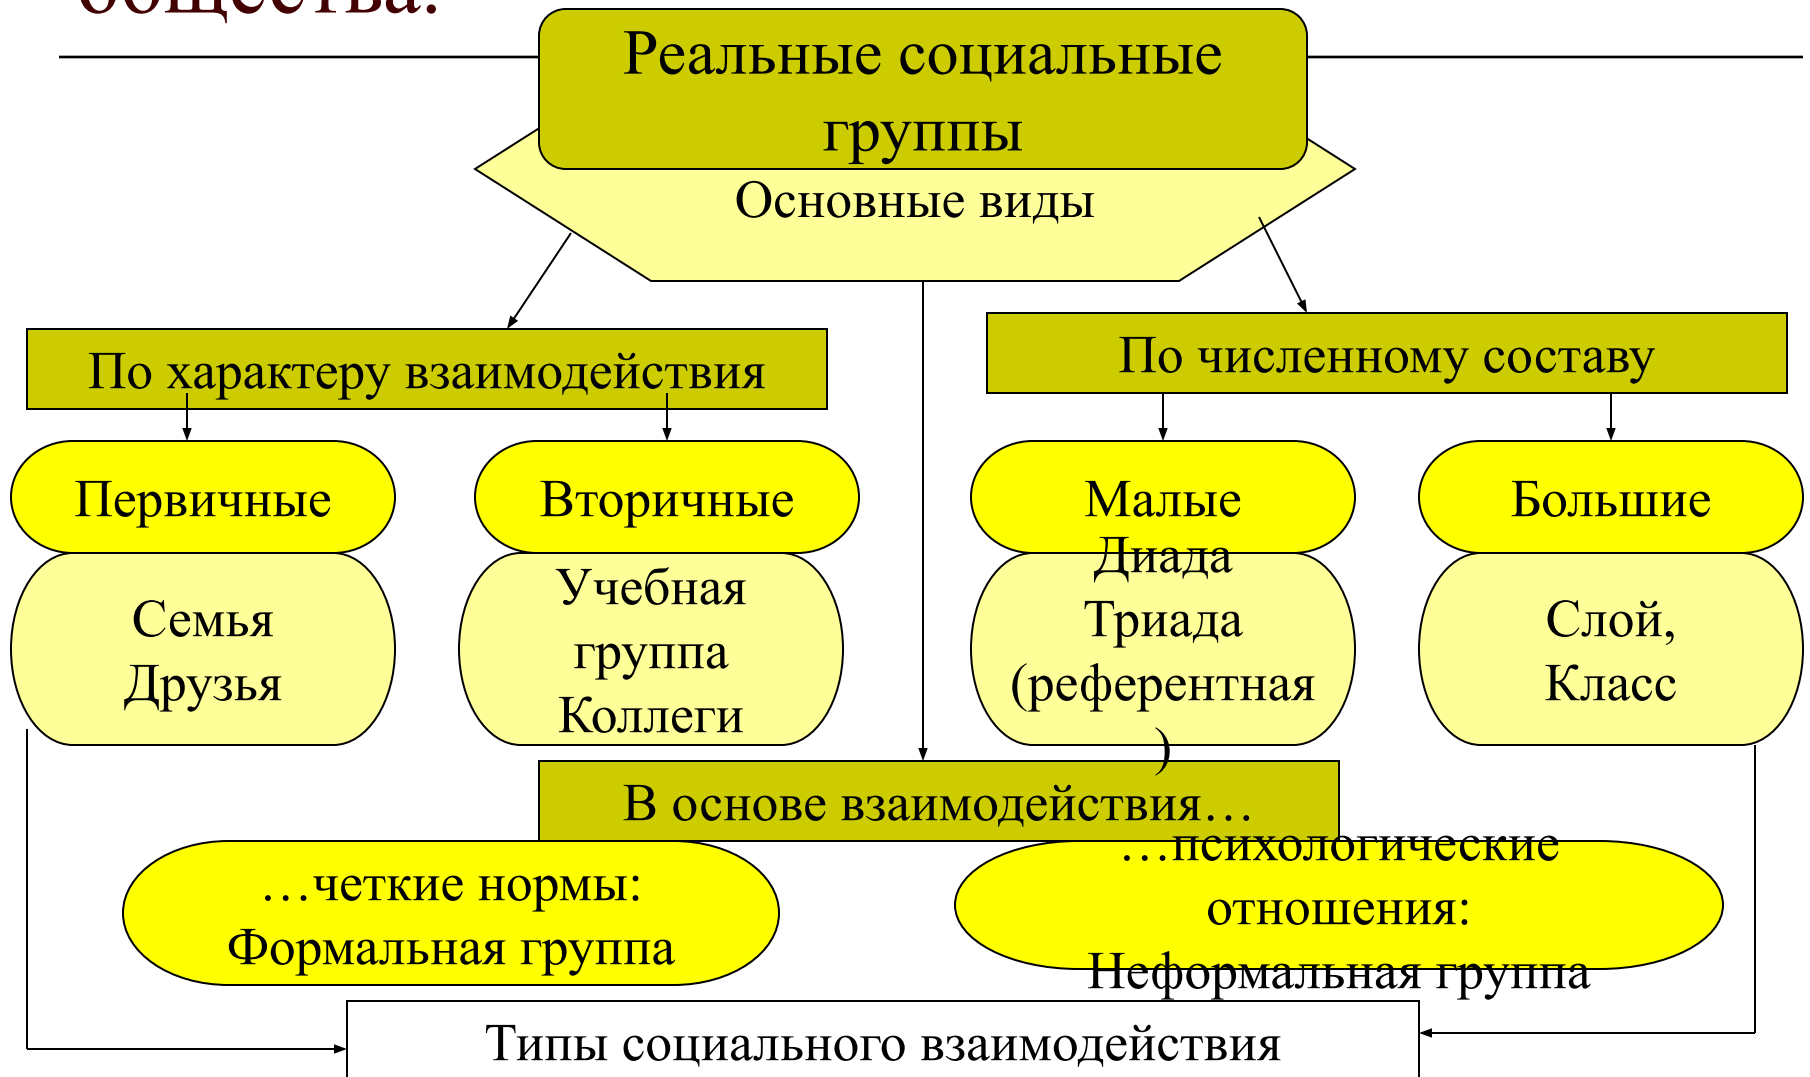 общества.
Реальные социальные
группы
Основные виды
По характеру взаимодействия
По численному составу
Первичные
Вторичные
Малые
Большие
Семья
Друзья
Учебная
группа
Коллеги
Диада
Триада
(референтная
)
Слой,
Класс
В основе взаимодействия…
…четкие нормы:
Формальная группа
…психологические
отношения:
Неформальная группа
Типы социального взаимодействия